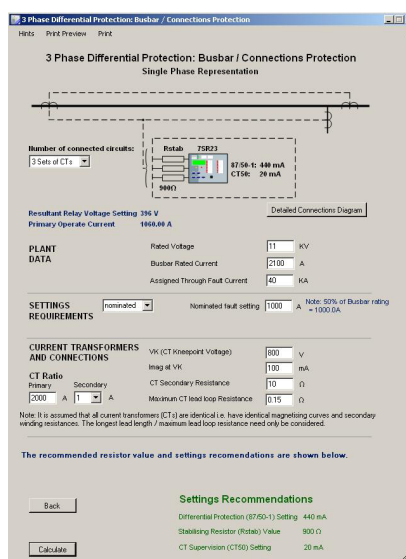 3 Phase Differential Protection: Busbar / Connections Protection
Hints Print Preview Print
3 Phase Differential Protection: Busbar / Connections Protection
Single Phase Representation
Number of connected circuits:
3 Sets of CTs
Rstab 7SR23
87/50-1: 440 mA
CT50: 20 mA
900Ω
Resultant Relay Voltage Setting 396 V
Primary Operate Current 1060.00 A
Detailed Connections Diagram
PLANT DATA
Rated Voltage 11 KV
Busbar Rated Current 2100 A
Assigned Through Fault Current 40 KA
SETTINGS REQUIREMENTS
nominated
Nominated fault setting 1000 A
Note: 50% of Busbar rating
= 1000.0A
CURRENT TRANSFORMERS
AND CONNECTIONS
VK (CT Kneepoint Voltage) 800 V
Imag at VK 100 mA
CT Ratio
Primary Secondary
2000 A 1 A
CT Secondary Resistance 10 Ω
Maximum CT lead loop Resistance 0.15 Ω
Note: It is assumed that all current transformers (CTs) are identical i.e. have identical magnetising curves and secondary
winding resistances. The longest lead length / maximum lead loop resistance need only be considered.
The recommended resistor value and settings recomendations are shown below.
Back
Calculate
Settings Recommendations
Differential Protection (87/50-1) Setting 440 mA
Stabilising Resistor (Rstab) Value 900 Ω
CT Supervision (CT50) Setting 20 mA